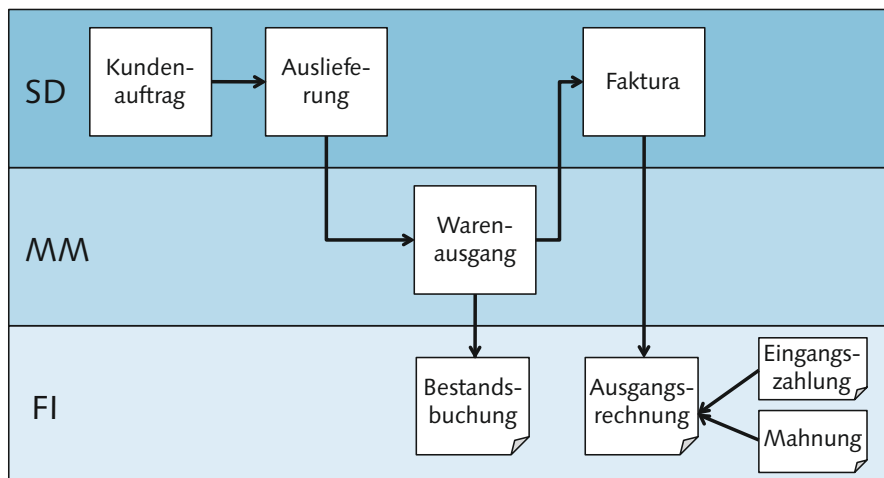 SD
Kunden-
auftrag
Ausliefe-
rung
Faktura
MM
Waren-
ausgang
FI
Bestands-
buchung
Ausgangs-
rechnung
Eingangs-
zahlung
Mahnung